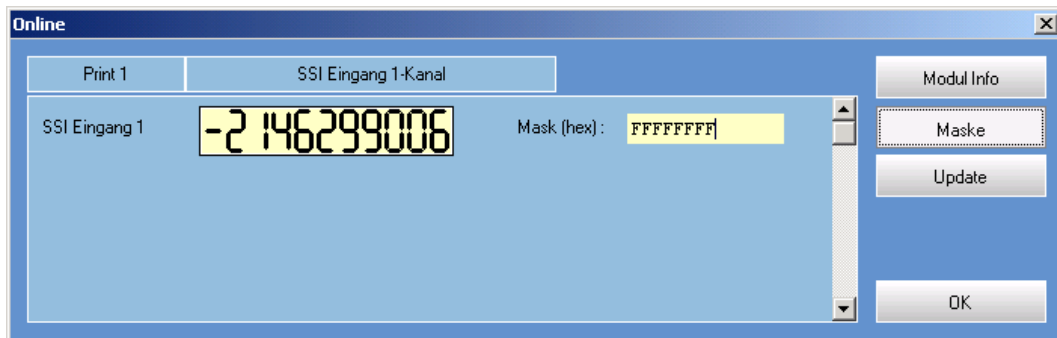 Online
Print 1 SSI Eingang 1-Kanal
Modul Info
SSI Eingang 1 -2146299006 Mask (hex) : FFFFFFFF
Maske
Update
OK